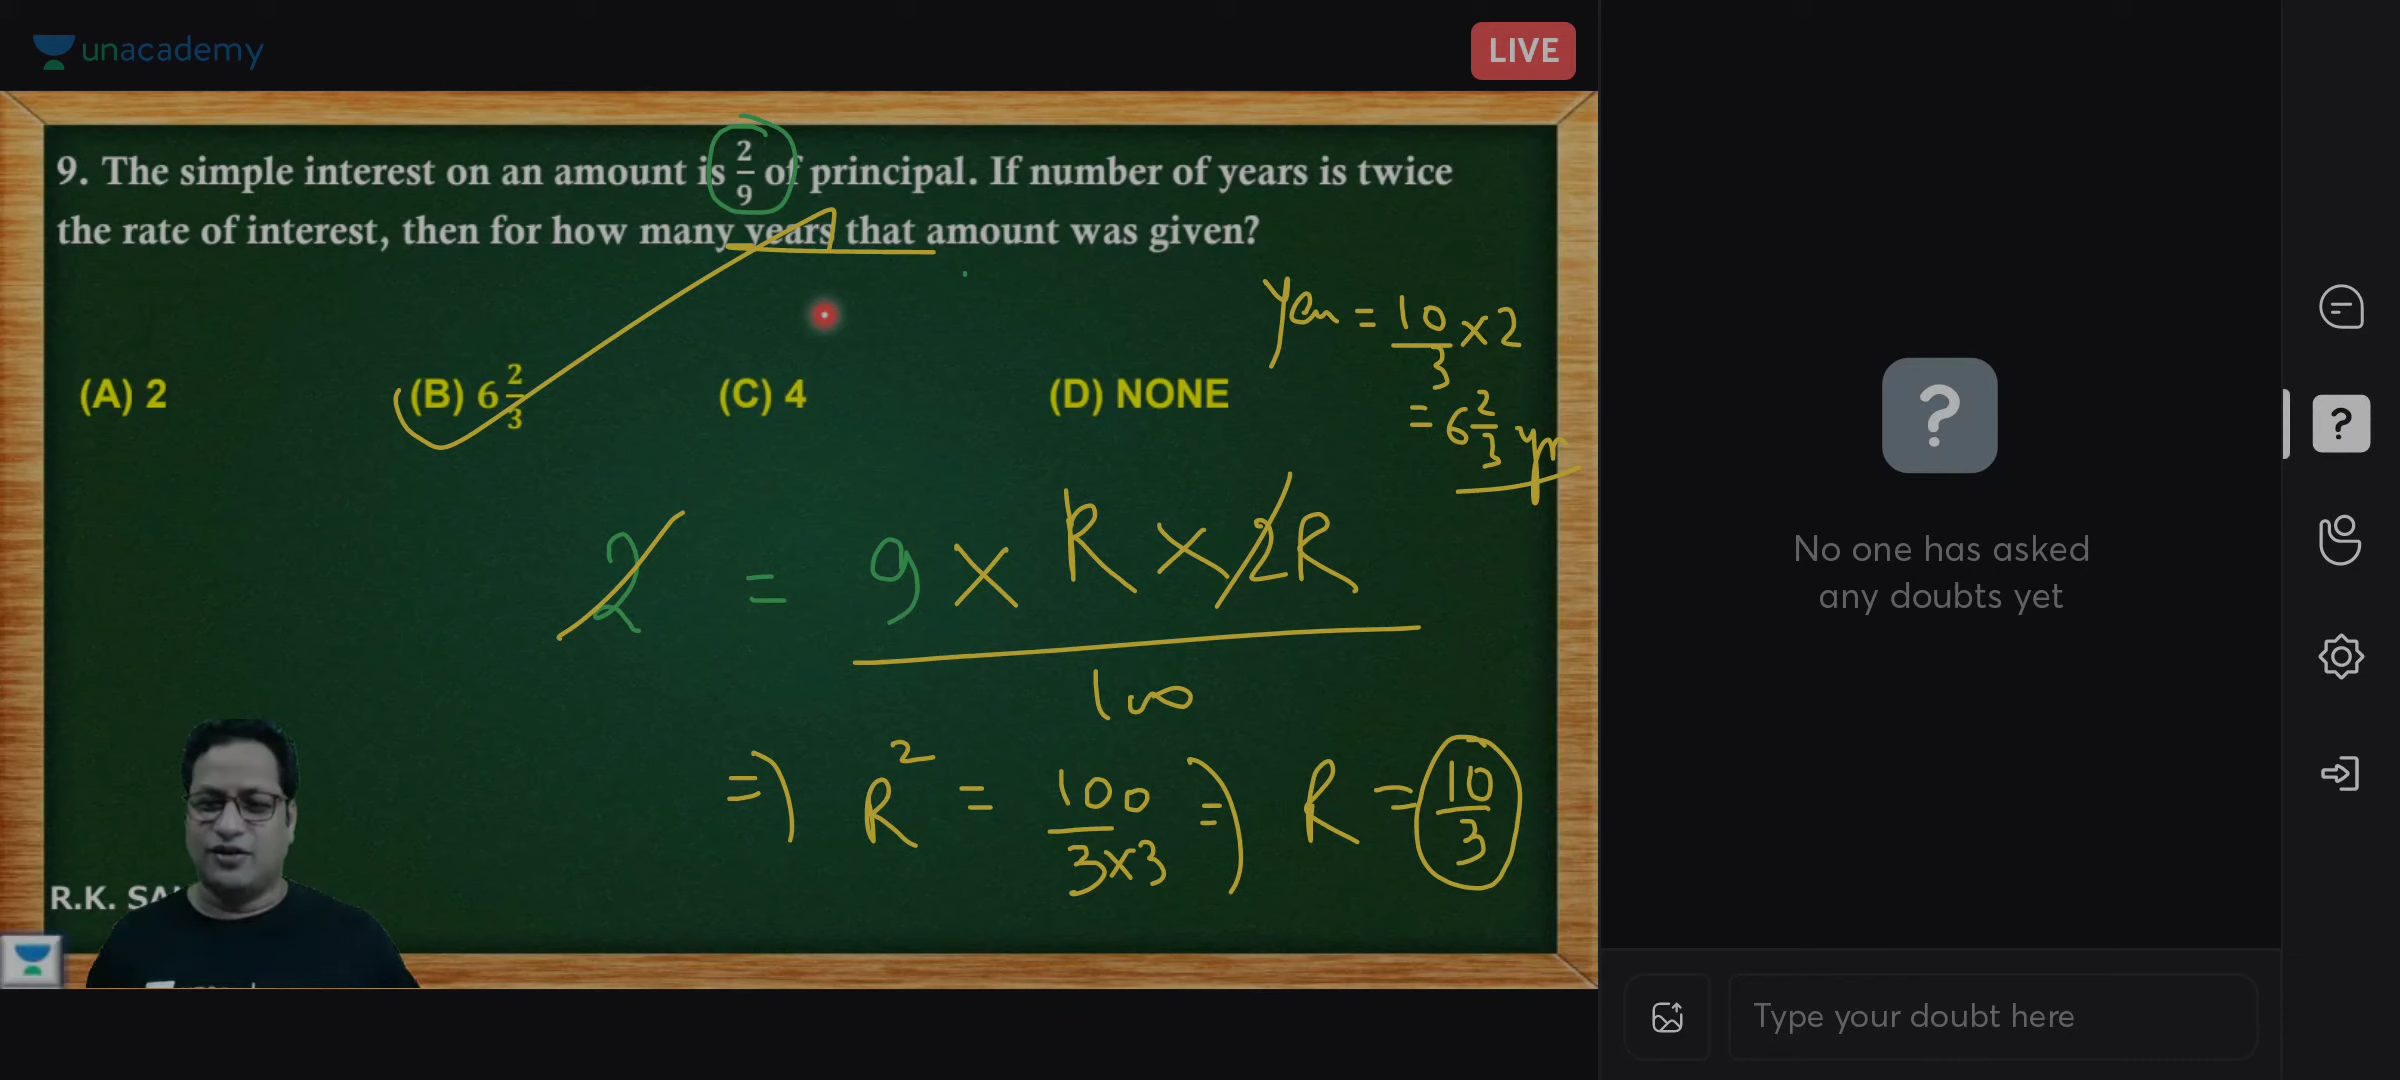 unacademy
LIVE
9. The simple interest on an amount is 2/9 of principal. If number of years is twice
the rate of interest, then for how many years that amount was given?
(A) 2 (B) 6 2/3 (C) 4 (D) NONE
= 10/3 × 2
= 6 2/3 yr
2 = 9 × R × 2R
100
=> R² = 100/3×3 => R = 10/3
R.K.
?
No one has asked
any doubts yet
Type your doubt here